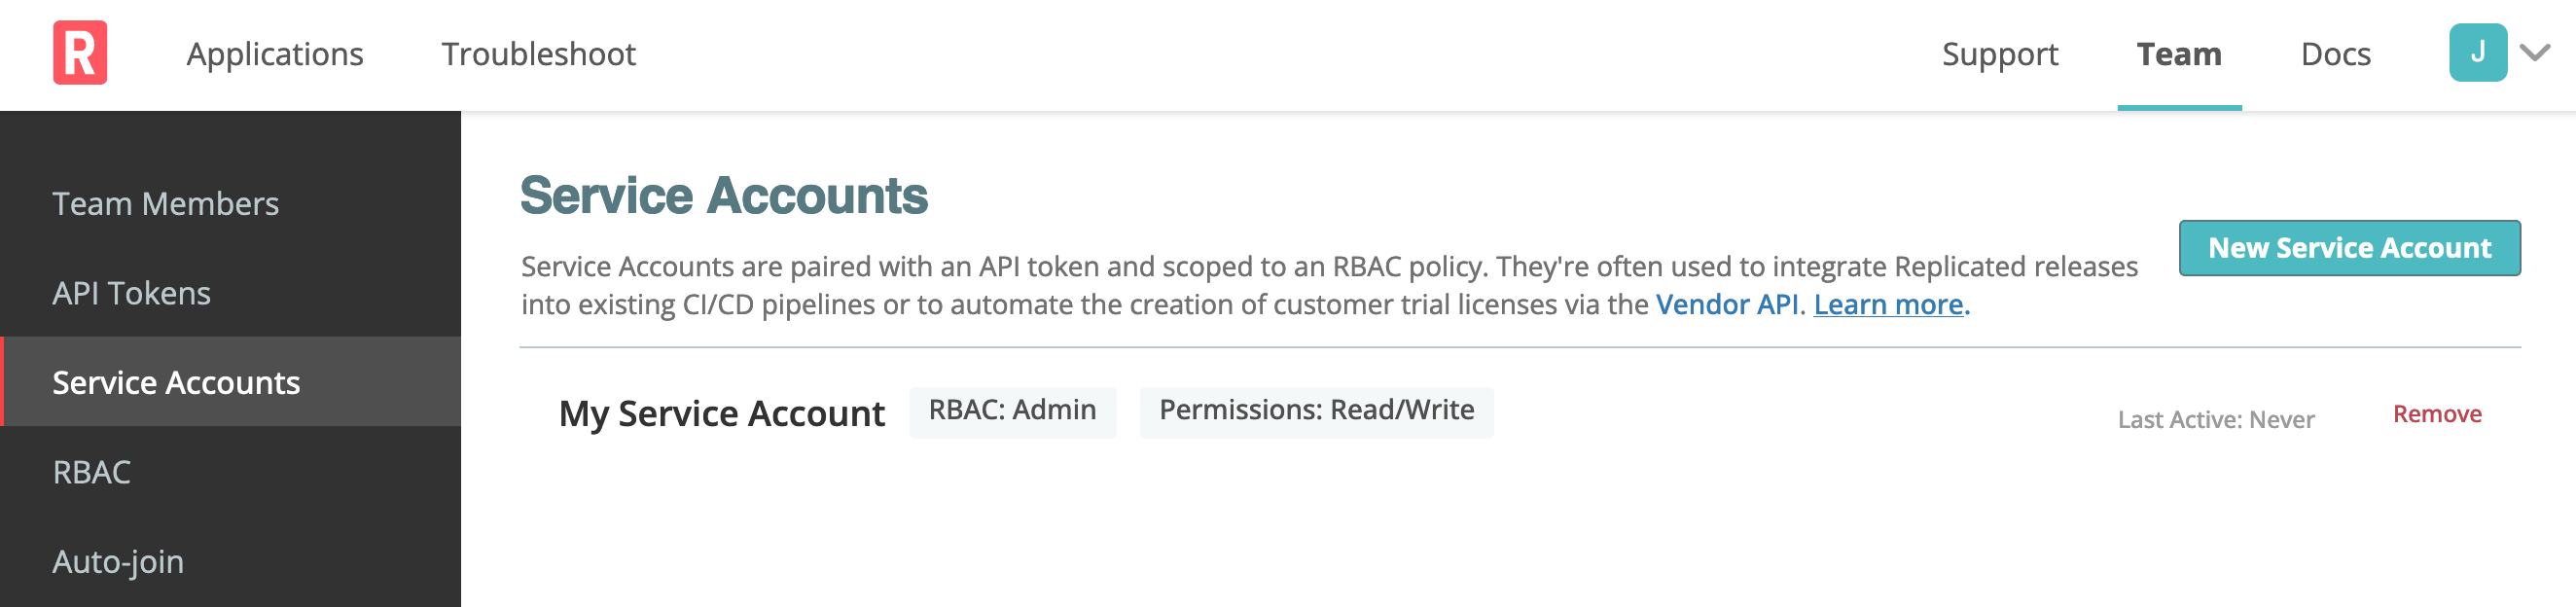 R
Applications
Troubleshoot
Support
Team
Docs
J
Team Members
API Tokens
Service Accounts
RBAC
Auto-join
Service Accounts
Service Accounts are paired with an API token and scoped to an RBAC policy. They're often used to integrate Replicated releases
into existing CI/CD pipelines or to automate the creation of customer trial licenses via the Vendor API. Learn more.
New Service Account
My Service Account
RBAC: Admin
Permissions: Read/Write
Last Active: Never
Remove